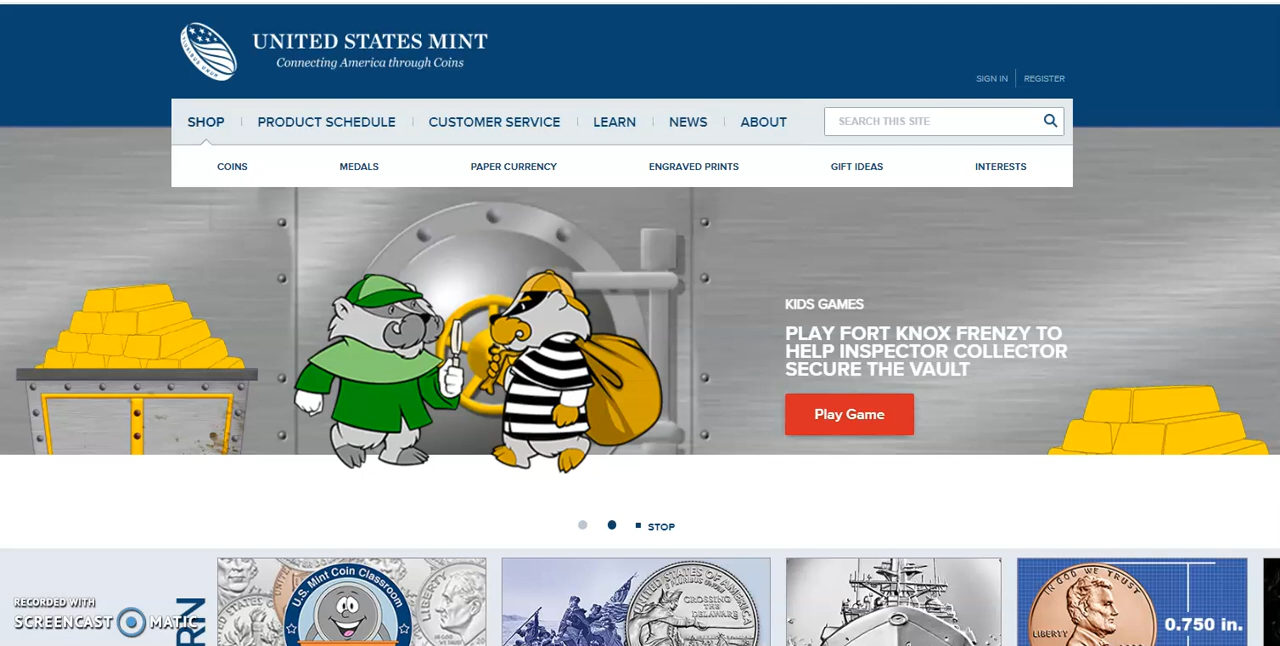 UNITED STATES MINT
Connecting America through Coins
SIGN IN
REGISTER
SHOP
PRODUCT SCHEDULE
CUSTOMER SERVICE
LEARN
NEWS
ABOUT
SEARCH THIS SITE
COINS
MEDALS
PAPER CURRENCY
ENGRAVED PRINTS
GIFT IDEAS
INTERESTS
KIDS GAMES
PLAY FORT KNOX FRENZY TO
HELP INSPECTOR COLLECTOR
SECURE THE VAULT
Play Game
STOP
RECORDED WITH
SCREENCAST MATIC
U.S. Mint Coin Classroom
LIBERTY
CROSSING
THE
DELAWARE
IN GOD WE TRUST
LIBERTY
0.750 in.